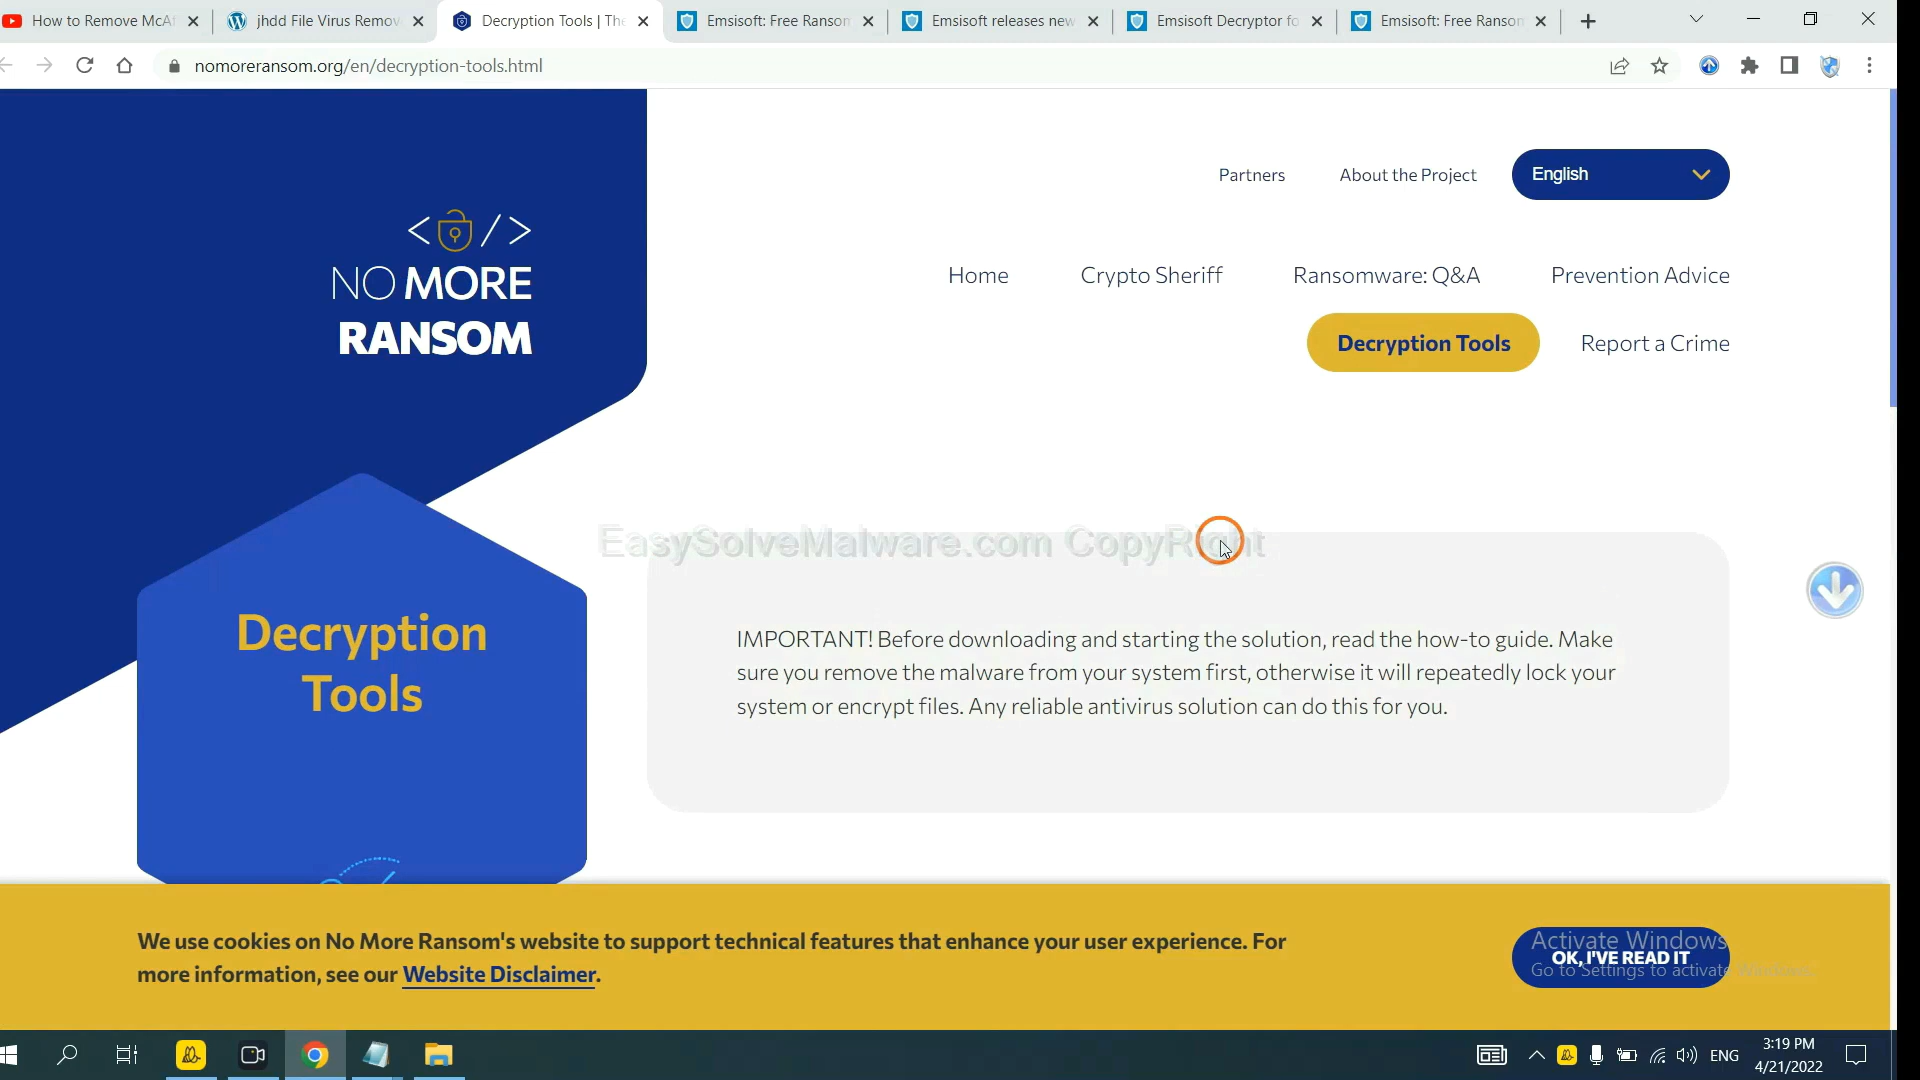 How to Remove McAf
jhdd File Virus Remov
Decryption Tools | The
Emsisoft: Free Ransom
Emsisoft releases new
Emsisoft Decryptor fo
Emsisoft: Free Ransom
nomoreransom.org/en/decryption-tools.html
Partners
About the Project
English
NO MORE
RANSOM
Home
Crypto Sheriff
Ransomware: Q&A
Prevention Advice
Decryption Tools
Report a Crime
EasySolveMalware.com CopyRight
Decryption
Tools
IMPORTANT! Before downloading and starting the solution, read the how-to guide. Make
sure you remove the malware from your system first, otherwise it will repeatedly lock your
system or encrypt files. Any reliable antivirus solution can do this for you.
We use cookies on No More Ransom's website to support technical features that enhance your user experience. For
more information, see our Website Disclaimer.
Activate Windows
OK, I'VE READ IT
Go to Settings to activate Windows.
ENG
3:19 PM
4/21/2022